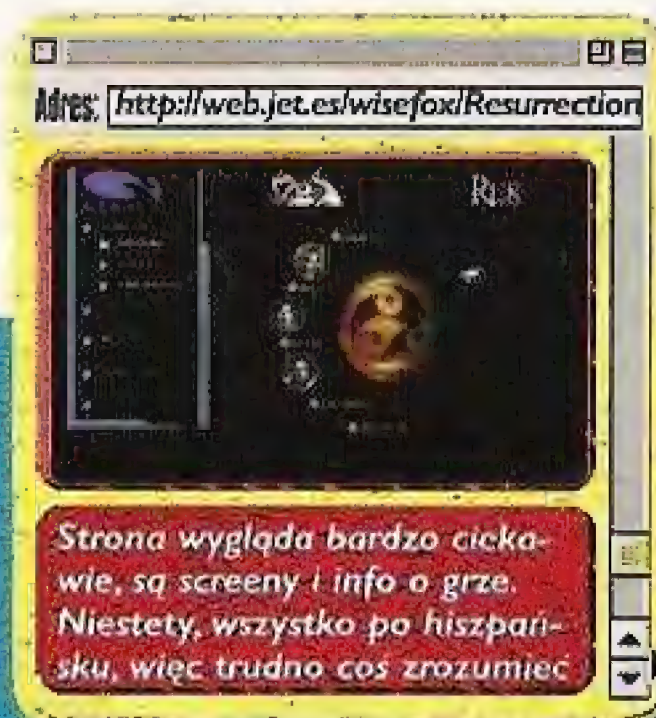 Adres: http://web.jet.es/wisefox/Resurrection
Strona wygląda bardzo cieka-
wie, są screeny i info o grze.
Niestety, wszystko po hiszpań-
sku, więc trudno coś zrozumieć